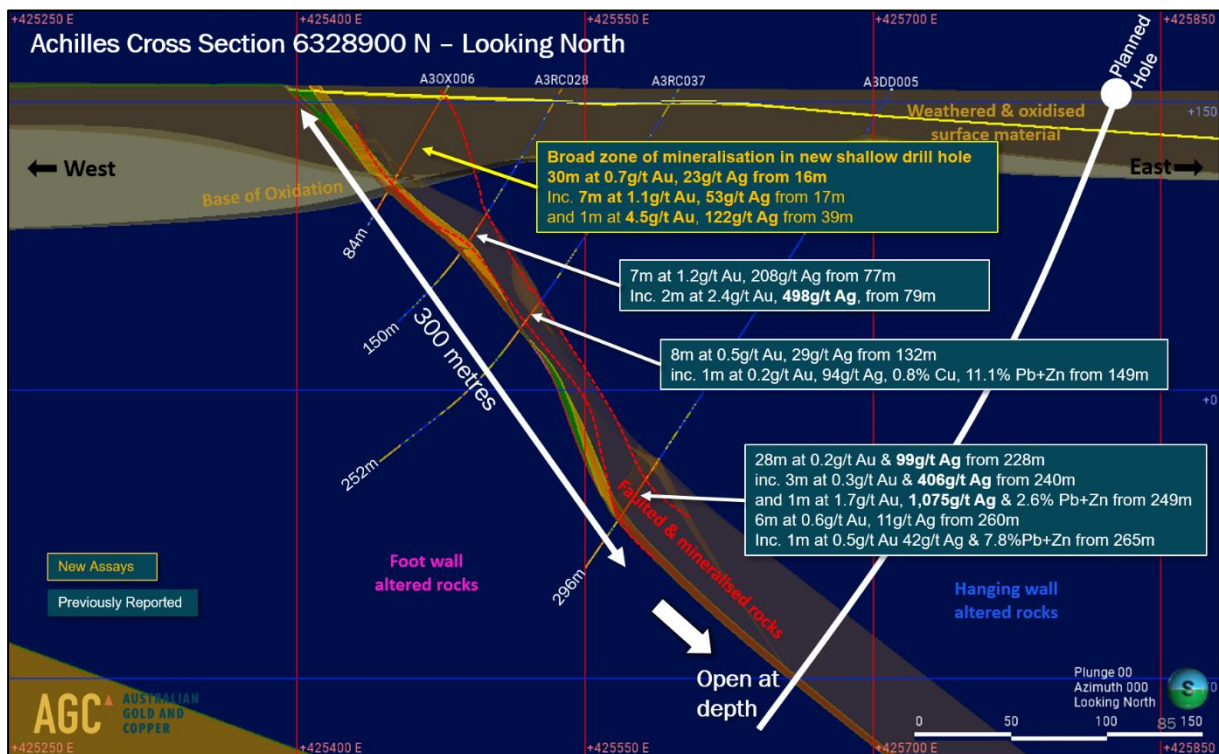 +425250 E
+425400 E
+425550 E
+425700 E
+425850
Achilles Cross Section 6328900 N – Looking North
A3OX006
A3RC028
A3RC037
A3DD005
Planned
Hole
+150
Weathered & oxidised
surface material
West
East
Base of Oxidation
Broad zone of mineralisation in new shallow drill hole
30m at 0.7g/t Au, 23g/t Ag from 16m
Inc. 7m at 1.1g/t Au, 53g/t Ag from 17m
and 1m at 4.5g/t Au, 122g/t Ag from 39m
84m
7m at 1.2g/t Au, 208g/t Ag from 77m
Inc. 2m at 2.4g/t Au, 498g/t Ag, from 79m
150m
300 metres
8m at 0.5g/t Au, 29g/t Ag from 132m
inc. 1m at 0.2g/t Au, 94g/t Ag, 0.8% Cu, 11.1% Pb+Zn from 149m
+0
252m
28m at 0.2g/t Au & 99g/t Ag from 228m
inc. 3m at 0.3g/t Au & 406g/t Ag from 240m
and 1m at 1.7g/t Au, 1,075g/t Ag & 2.6% Pb+Zn from 249m
6m at 0.6g/t Au, 11g/t Ag from 260m
Inc. 1m at 0.5g/t Au 42g/t Ag & 7.8%Pb+Zn from 265m
Faulted & mineralised rocks
296m
New Assays
Previously Reported
Foot wall
altered rocks
Hanging wall
altered rocks
Open at
depth
Plunge 00
Azimuth 000
Looking North
S
0
50
100
85
150
AGC
AUSTRALIAN
GOLD AND
COPPER
+425250 E
+425400 E
+425550 E
+425700 E
+425850